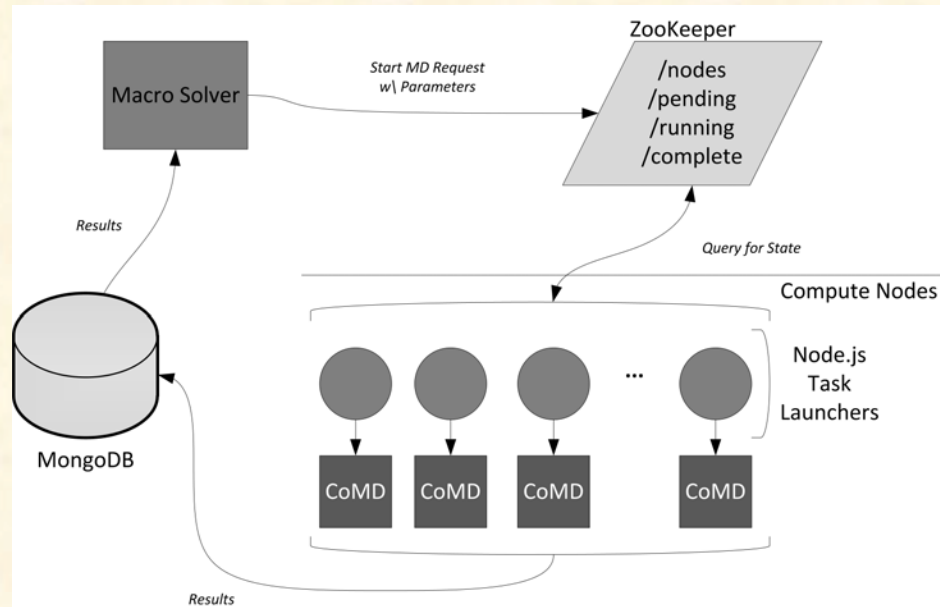 ZooKeeper
/nodes
/pending
/running
/complete
Start MD Request
w\ Parameters
Macro Solver
Results
Query for State
Compute Nodes
Node.js
Task
Launchers
...
MongoDB
CoMD
CoMD
CoMD
CoMD
Results